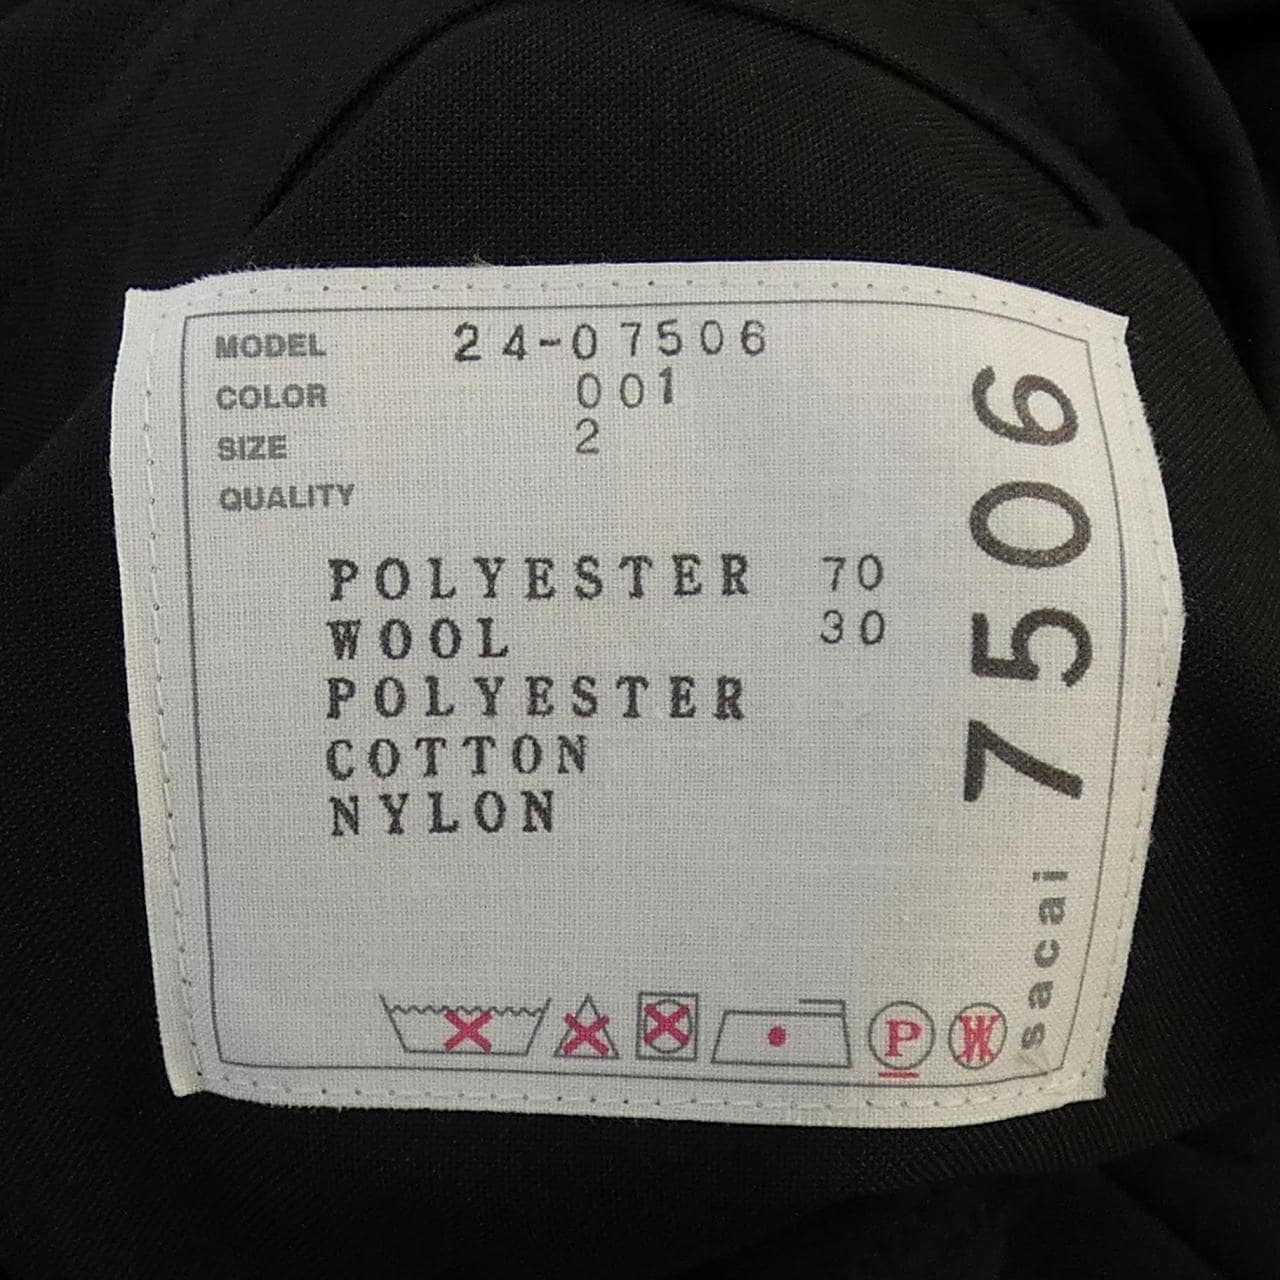 MODEL 24-07506
COLOR 001
SIZE 2
QUALITY
POLYESTER 70
WOOL 30
POLYESTER
COTTON
NYLON
P W
sacai 7506